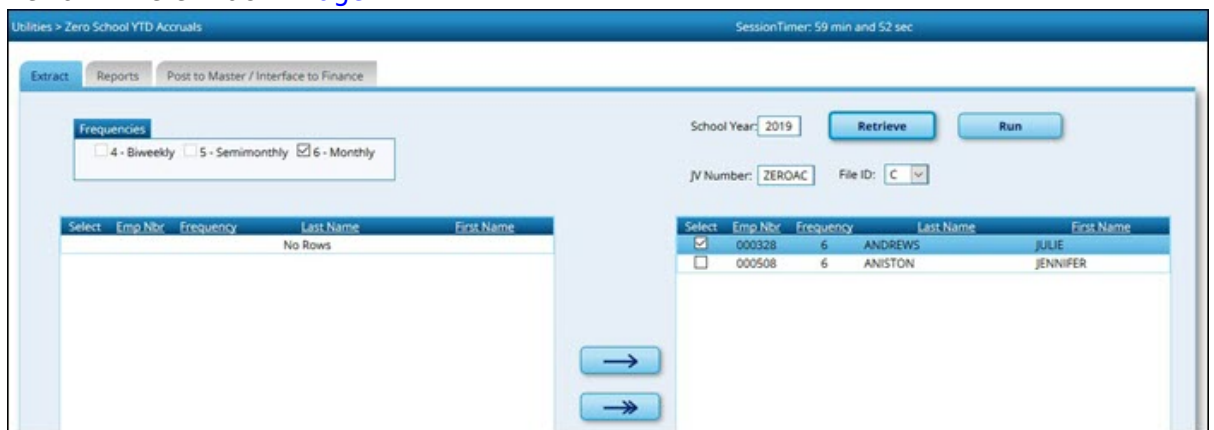 Utilities > Zero School YTD Accruals SessionTimer: 59 min and 52 sec
Extract Reports Post to Master / Interface to Finance
Frequencies
4 - Biweekly 5 - Semimonthly 6 - Monthly
School Year: 2019 Retrieve Run
JV Number: ZEROAC File ID: C
Select Emp Nbr Frequency Last Name First Name
No Rows
Select Emp Nbr Frequency Last Name First Name
000328 6 ANDREWS JULIE
000508 6 ANISTON JENNIFER